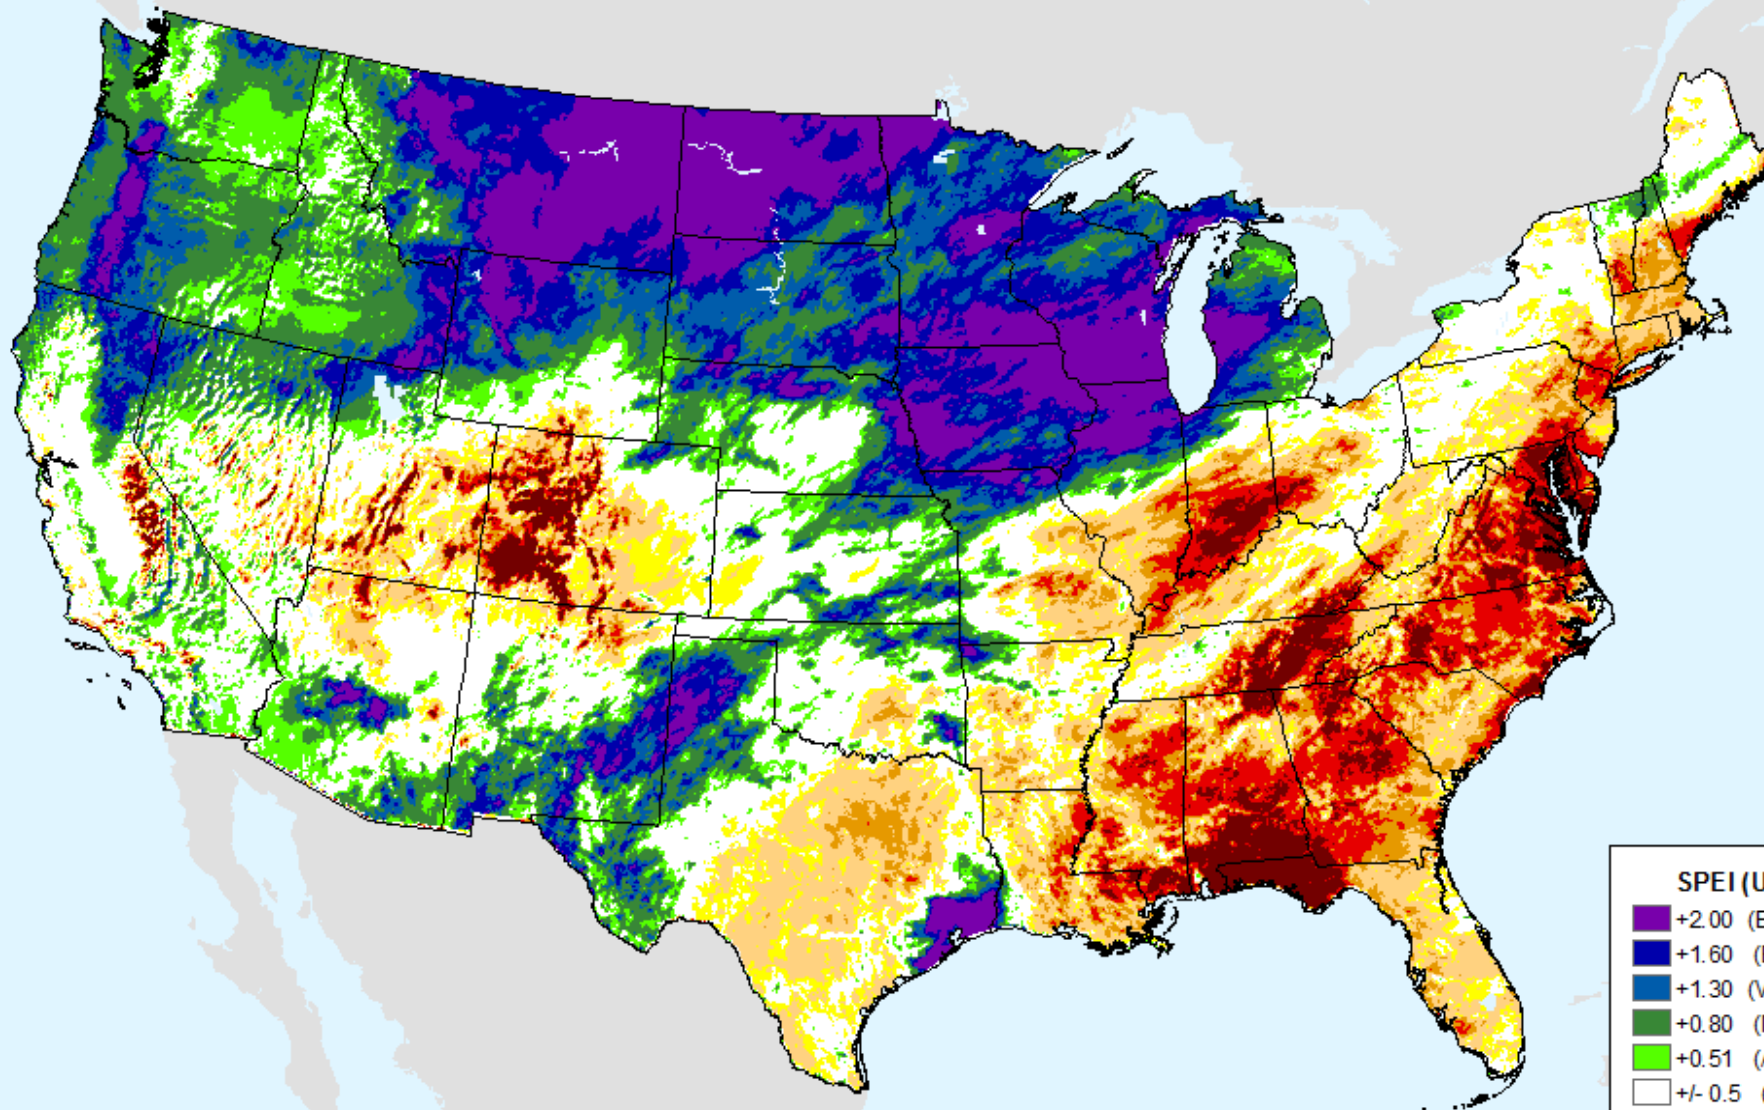 SPEI (U
+2.00 (E
+1.60 (
+1.30 (V
+0.80 (
+0.51 (
+/- 0.5 (